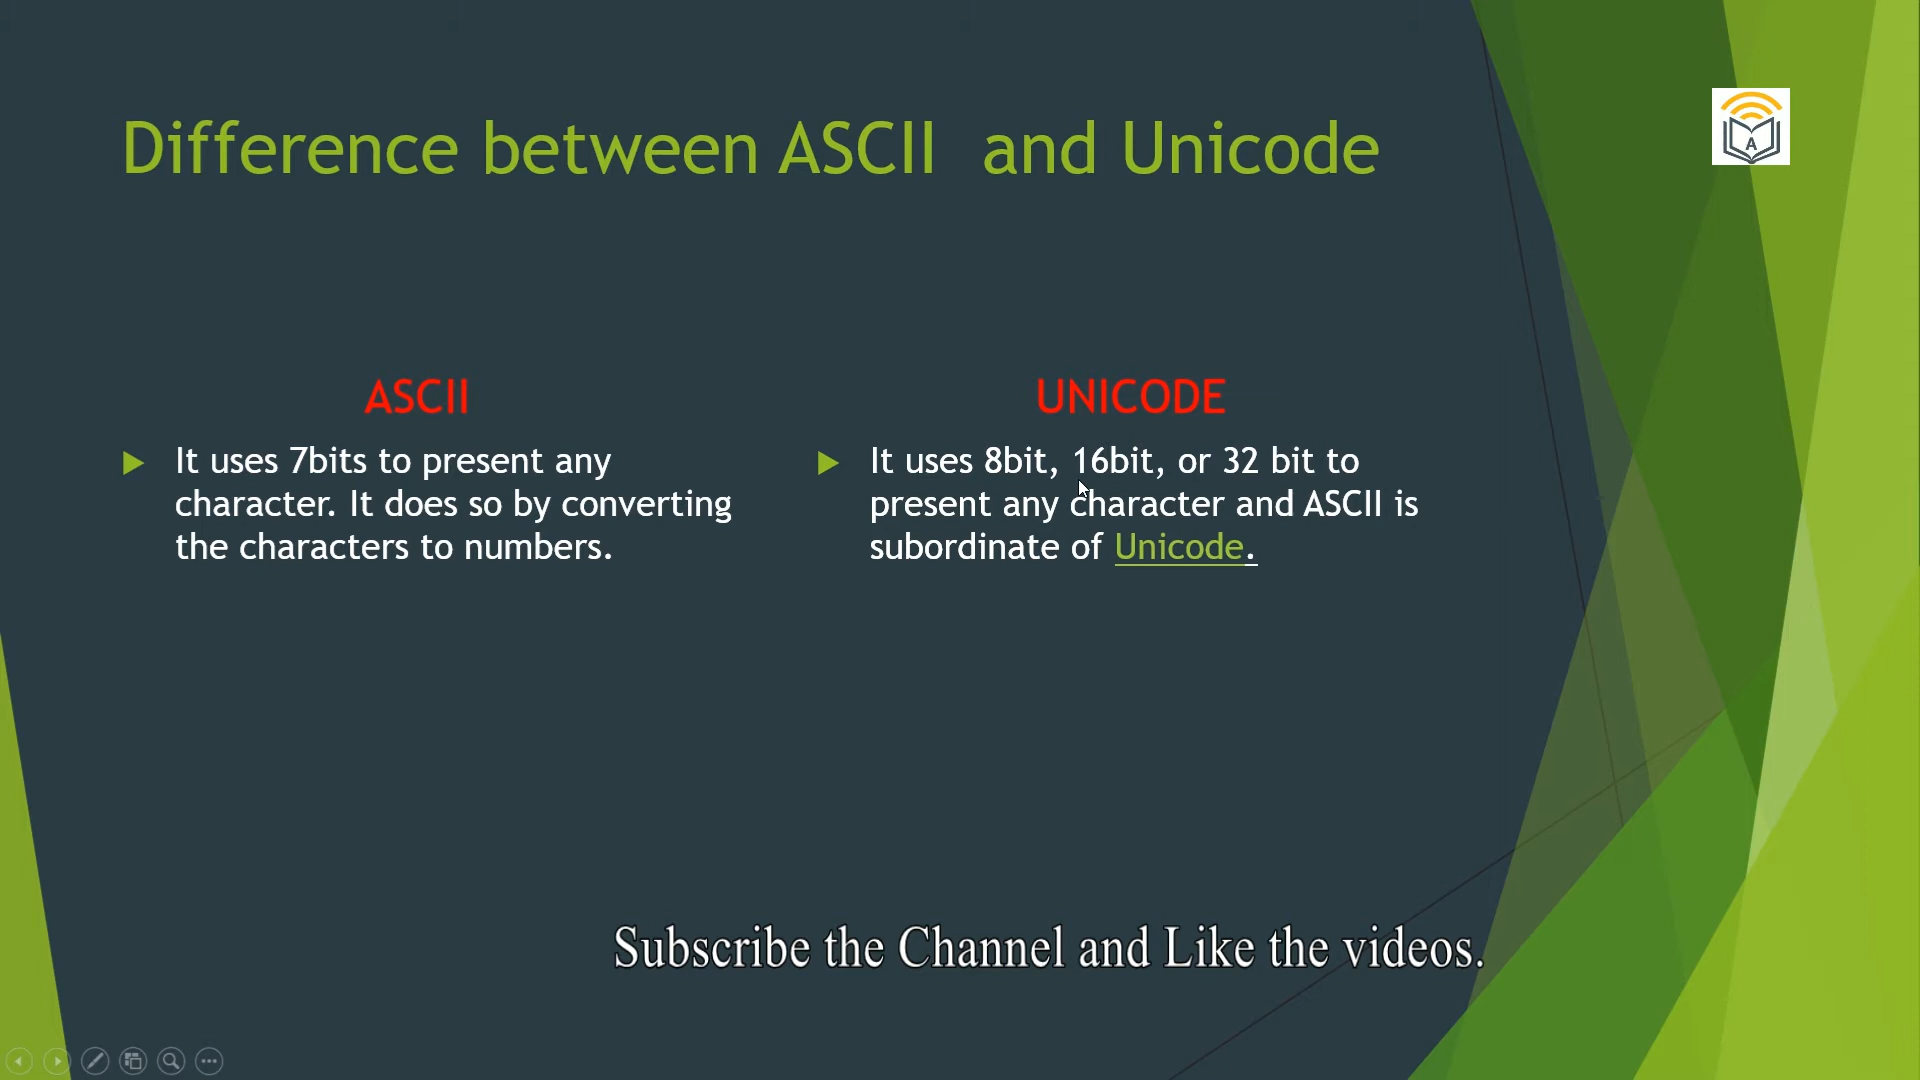 Difference between ASCII and Unicode
A
ASCII
It uses 7bits to present any
character. It does so by converting
the characters to numbers.
UNICODE
It uses 8bit, 16bit, or 32 bit to
present any character and ASCII is
subordinate of Unicode.
Subscribe the Channel and Like the videos.